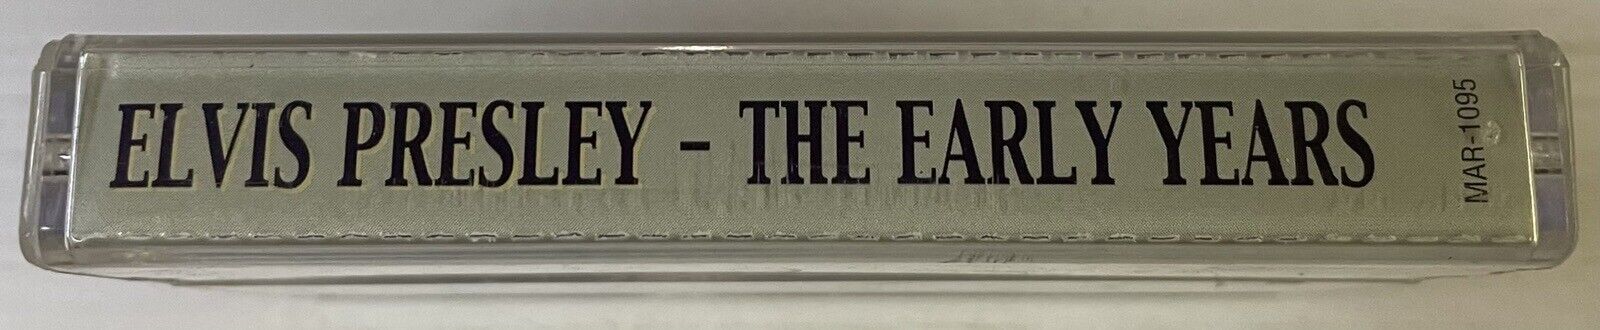 ELVIS PRESLEY – THE EARLY YEARS
MAR-1095